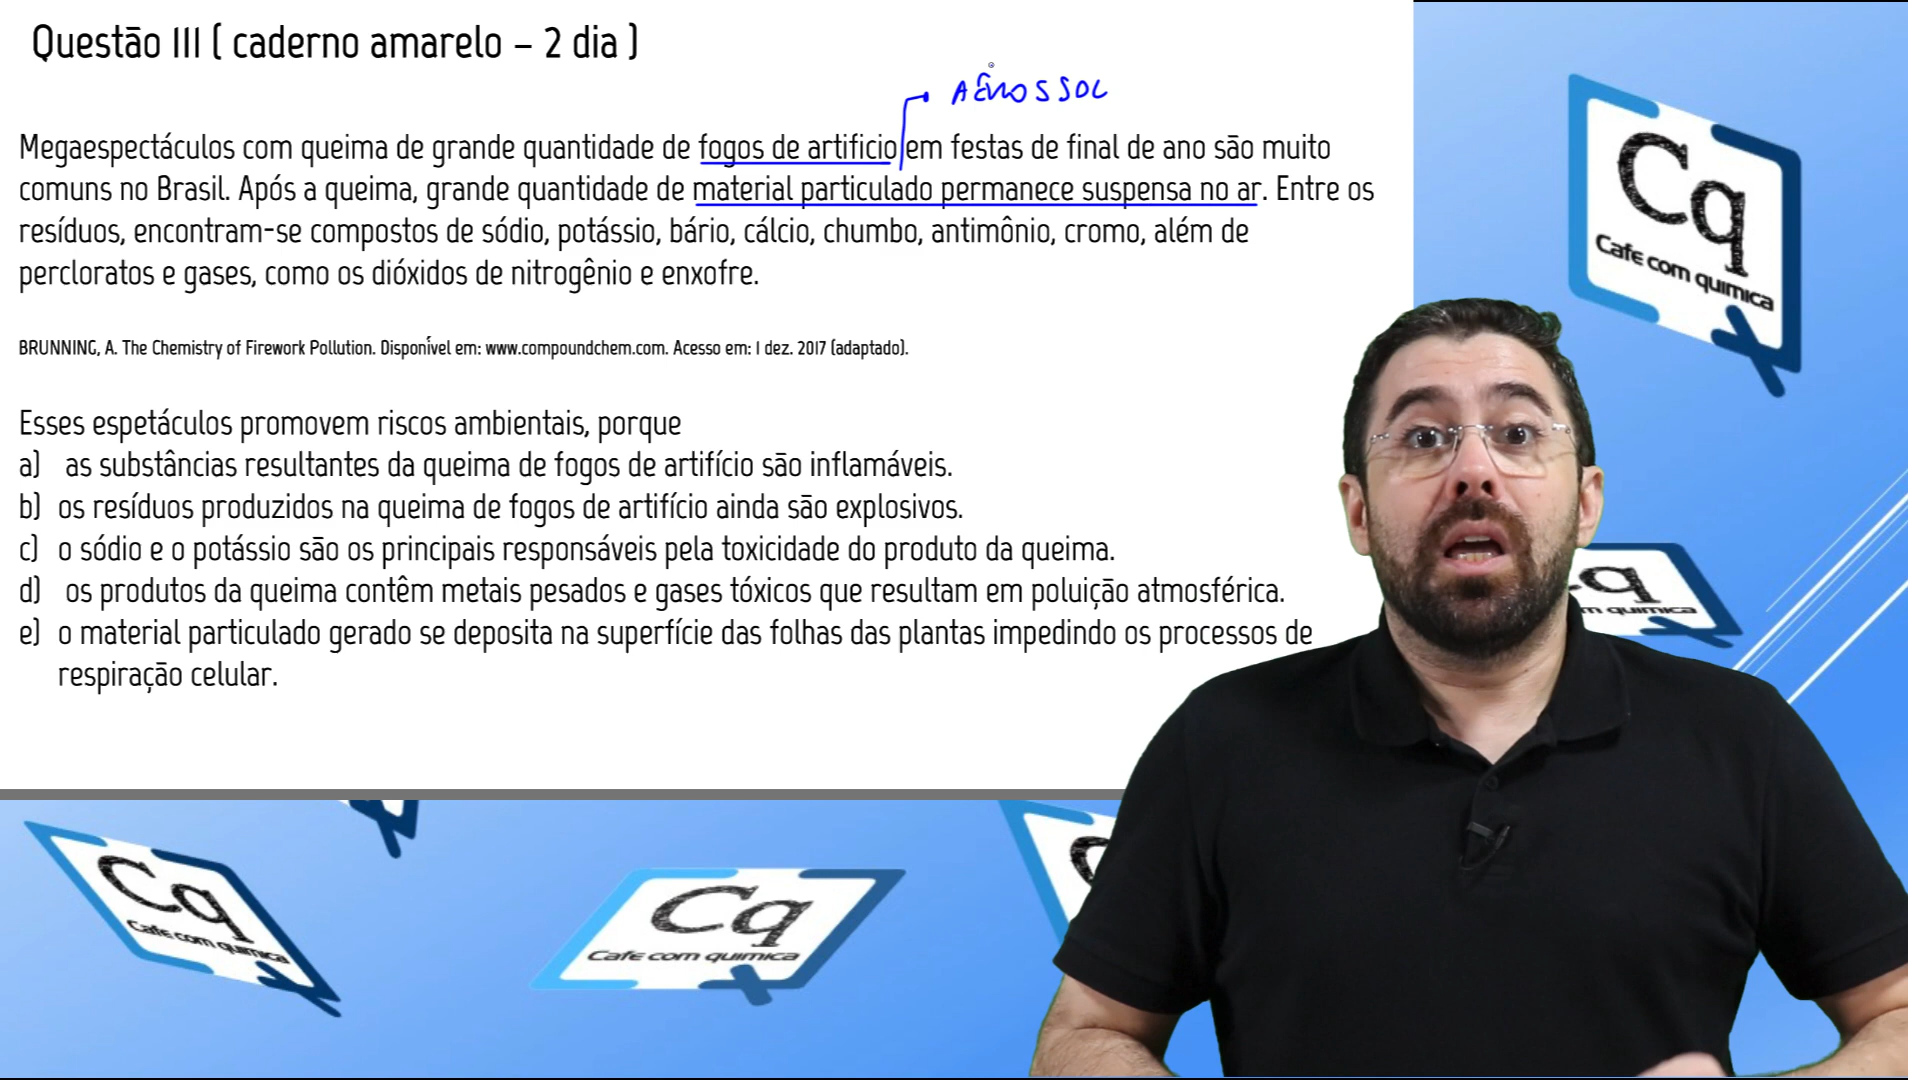 Questão 111 ( caderno amarelo – 2 dia )
AEROSSOL
Megaespectáculos com queima de grande quantidade de fogos de artificio em festas de final de ano são muito
comuns no Brasil. Após a queima, grande quantidade de material particulado permanece suspensa no ar. Entre os
resíduos, encontram-se compostos de sódio, potássio, bário, cálcio, chumbo, antimônio, cromo, além de
percloratos e gases, como os dióxidos de nitrogênio e enxofre.
BRUNNING, A. The Chemistry of Firework Pollution. Disponível em: www.compoundchem.com. Acesso em: 1 dez. 2017 (adaptado).
Esses espetáculos promovem riscos ambientais, porque
a) as substâncias resultantes da queima de fogos de artifício são inflamáveis.
b) os resíduos produzidos na queima de fogos de artifício ainda são explosivos.
c) o sódio e o potássio são os principais responsáveis pela toxicidade do produto da queima.
d) os produtos da queima contêm metais pesados e gases tóxicos que resultam em poluição atmosférica.
e) o material particulado gerado se deposita na superfície das folhas das plantas impedindo os processos de
respiração celular.
Cq
Cafe com quimica
q
m quimica
Cq
Cafe com quimica
Cq
Cafe com quimica
C